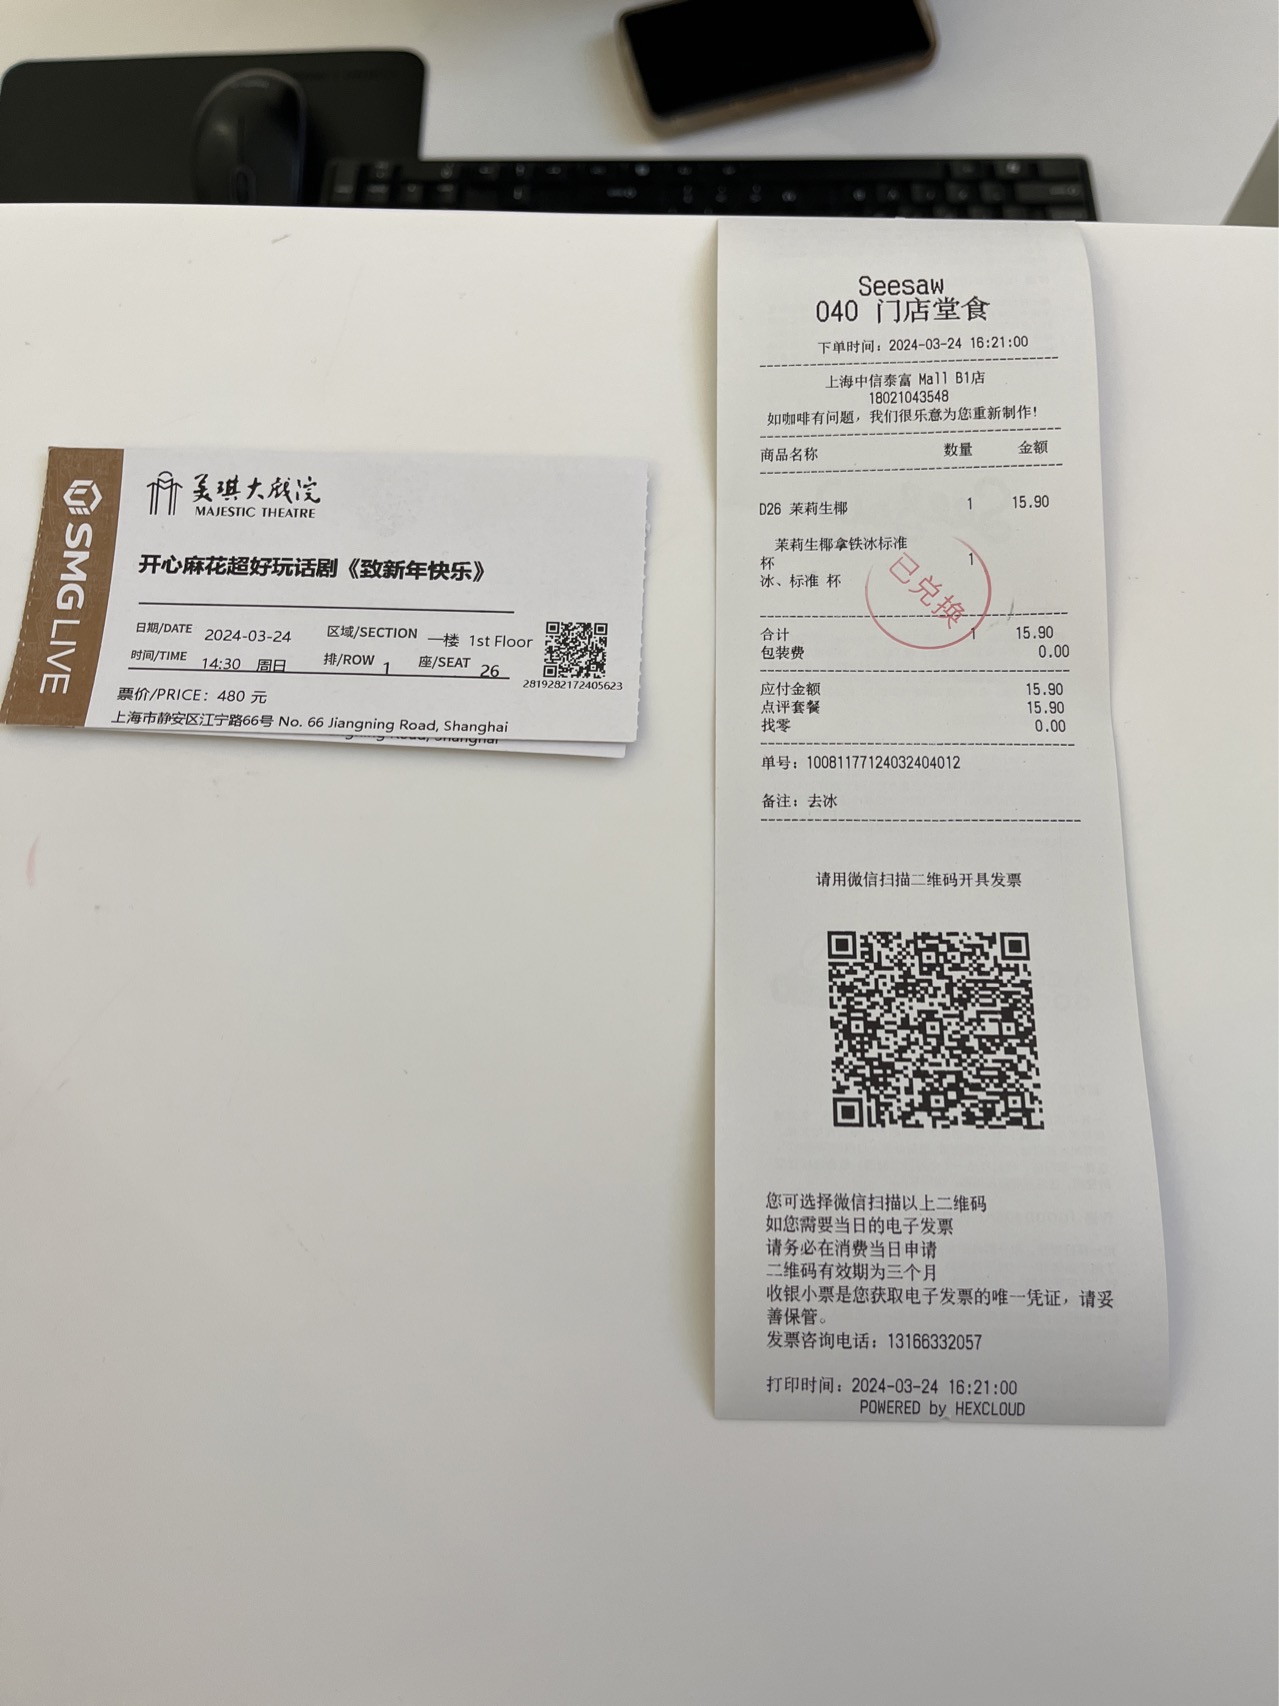 SMG LIVE
美琪大戏院
MAJESTIC THEATRE
开心麻花超好玩话剧《致新年快乐》
日期/DATE 2024-03-24 区域/SECTION 一楼 1st Floor
时间/TIME 14:30 周日 排/ROW 1 座/SEAT 26
2819282172405623
票价/PRICE: 480 元
上海市静安区江宁路66号 No. 66 Jiangning Road, Shanghai
Seesaw
040 门店堂食
下单时间: 2024-03-24 16:21:00
上海中信泰富 Mall B1店
18021043548
如咖啡有问题, 我们很乐意为您重新制作!
商品名称 数量 金额
D26 茉莉生椰 1 15.90
茉莉生椰拿铁冰标准
杯 1
冰、标准 杯
已兑换
合计 1 15.90
包装费 0.00
应付金额 15.90
点评套餐 15.90
找零 0.00
单号: 10081177124032404012
备注: 去冰
请用微信扫描二维码开具发票
您可选择微信扫描以上二维码
如您需要当日的电子发票
请务必在消费当日申请
二维码有效期为三个月
收银小票是您获取电子发票的唯一凭证, 请妥
善保管。
发票咨询电话: 13166332057
打印时间: 2024-03-24 16:21:00
POWERED by HEXCLOUD